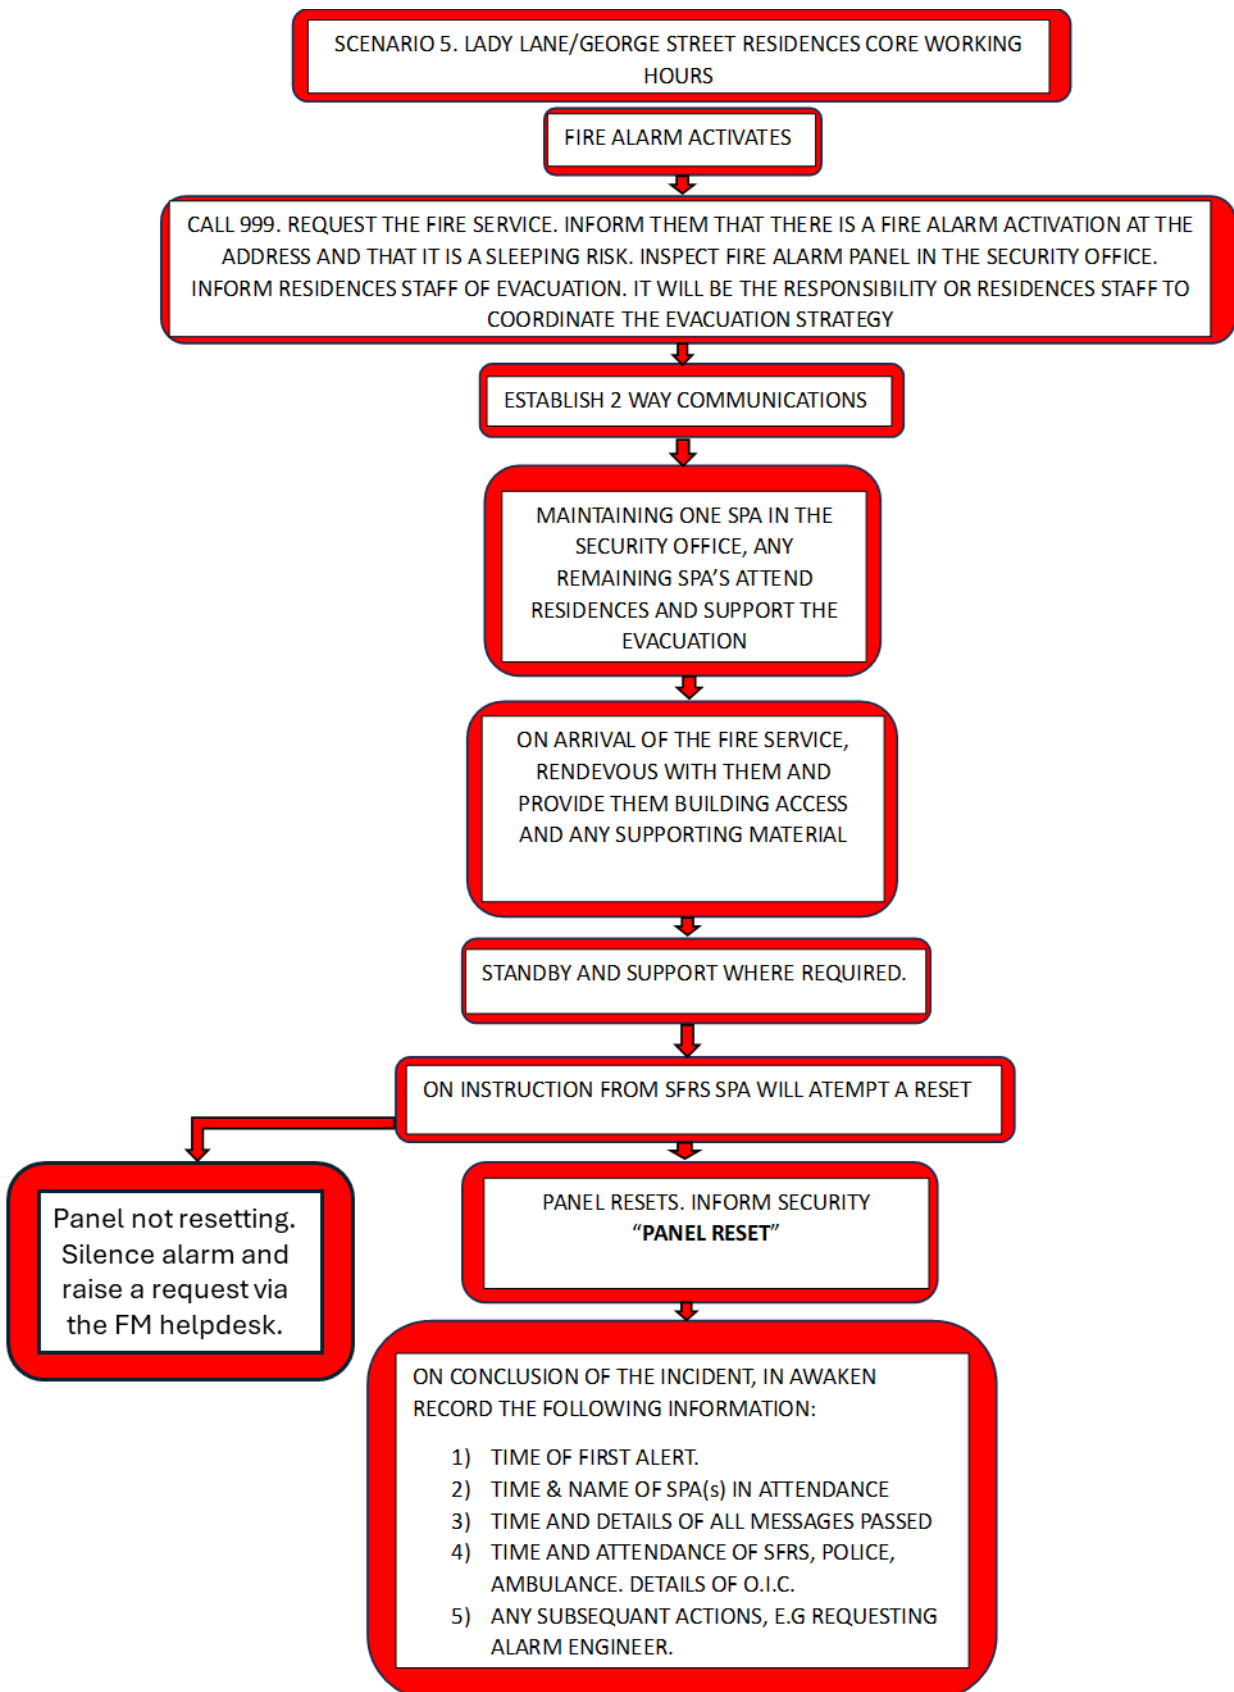 SCENARIO 5. LADY LANE/GEORGE STREET RESIDENCES CORE WORKING
HOURS
FIRE ALARM ACTIVATES
CALL 999. REQUEST THE FIRE SERVICE. INFORM THEM THAT THERE IS A FIRE ALARM ACTIVATION AT THE
ADDRESS AND THAT IT IS A SLEEPING RISK. INSPECT FIRE ALARM PANEL IN THE SECURITY OFFICE.
INFORM RESIDENCES STAFF OF EVACUATION. IT WILL BE THE RESPONSIBILITY OR RESIDENCES STAFF TO
COORDINATE THE EVACUATION STRATEGY
ESTABLISH 2 WAY COMMUNICATIONS
MAINTAINING ONE SPA IN THE
SECURITY OFFICE, ANY
REMAINING SPA'S ATTEND
RESIDENCES AND SUPPORT THE
EVACUATION
ON ARRIVAL OF THE FIRE SERVICE,
RENDEVOUS WITH THEM AND
PROVIDE THEM BUILDING ACCESS
AND ANY SUPPORTING MATERIAL
STANDBY AND SUPPORT WHERE REQUIRED.
ON INSTRUCTION FROM SFRS SPA WILL ATEMPT A RESET
Panel not resetting.
Silence alarm and
raise a request via
the FM helpdesk.
PANEL RESETS. INFORM SECURITY
“PANEL RESET”
ON CONCLUSION OF THE INCIDENT, IN AWAKEN
RECORD THE FOLLOWING INFORMATION:
1) TIME OF FIRST ALERT.
2) TIME & NAME OF SPA(s) IN ATTENDANCE
3) TIME AND DETAILS OF ALL MESSAGES PASSED
4) TIME AND ATTENDANCE OF SFRS, POLICE,
AMBULANCE. DETAILS OF O.I.C.
5) ANY SUBSEQUANT ACTIONS, E.G REQUESTING
ALARM ENGINEER.